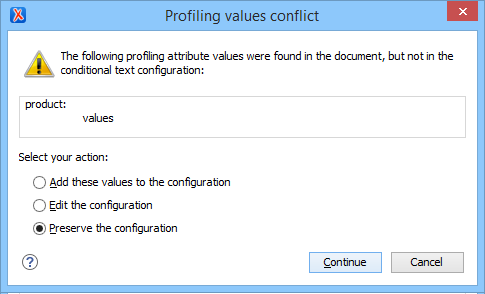 Profiling values conflict
The following profiling attribute values were found in the document, but not in the
conditional text configuration:
product:
values
Select your action:
Add these values to the configuration
Edit the configuration
Preserve the configuration
? Continue Cancel